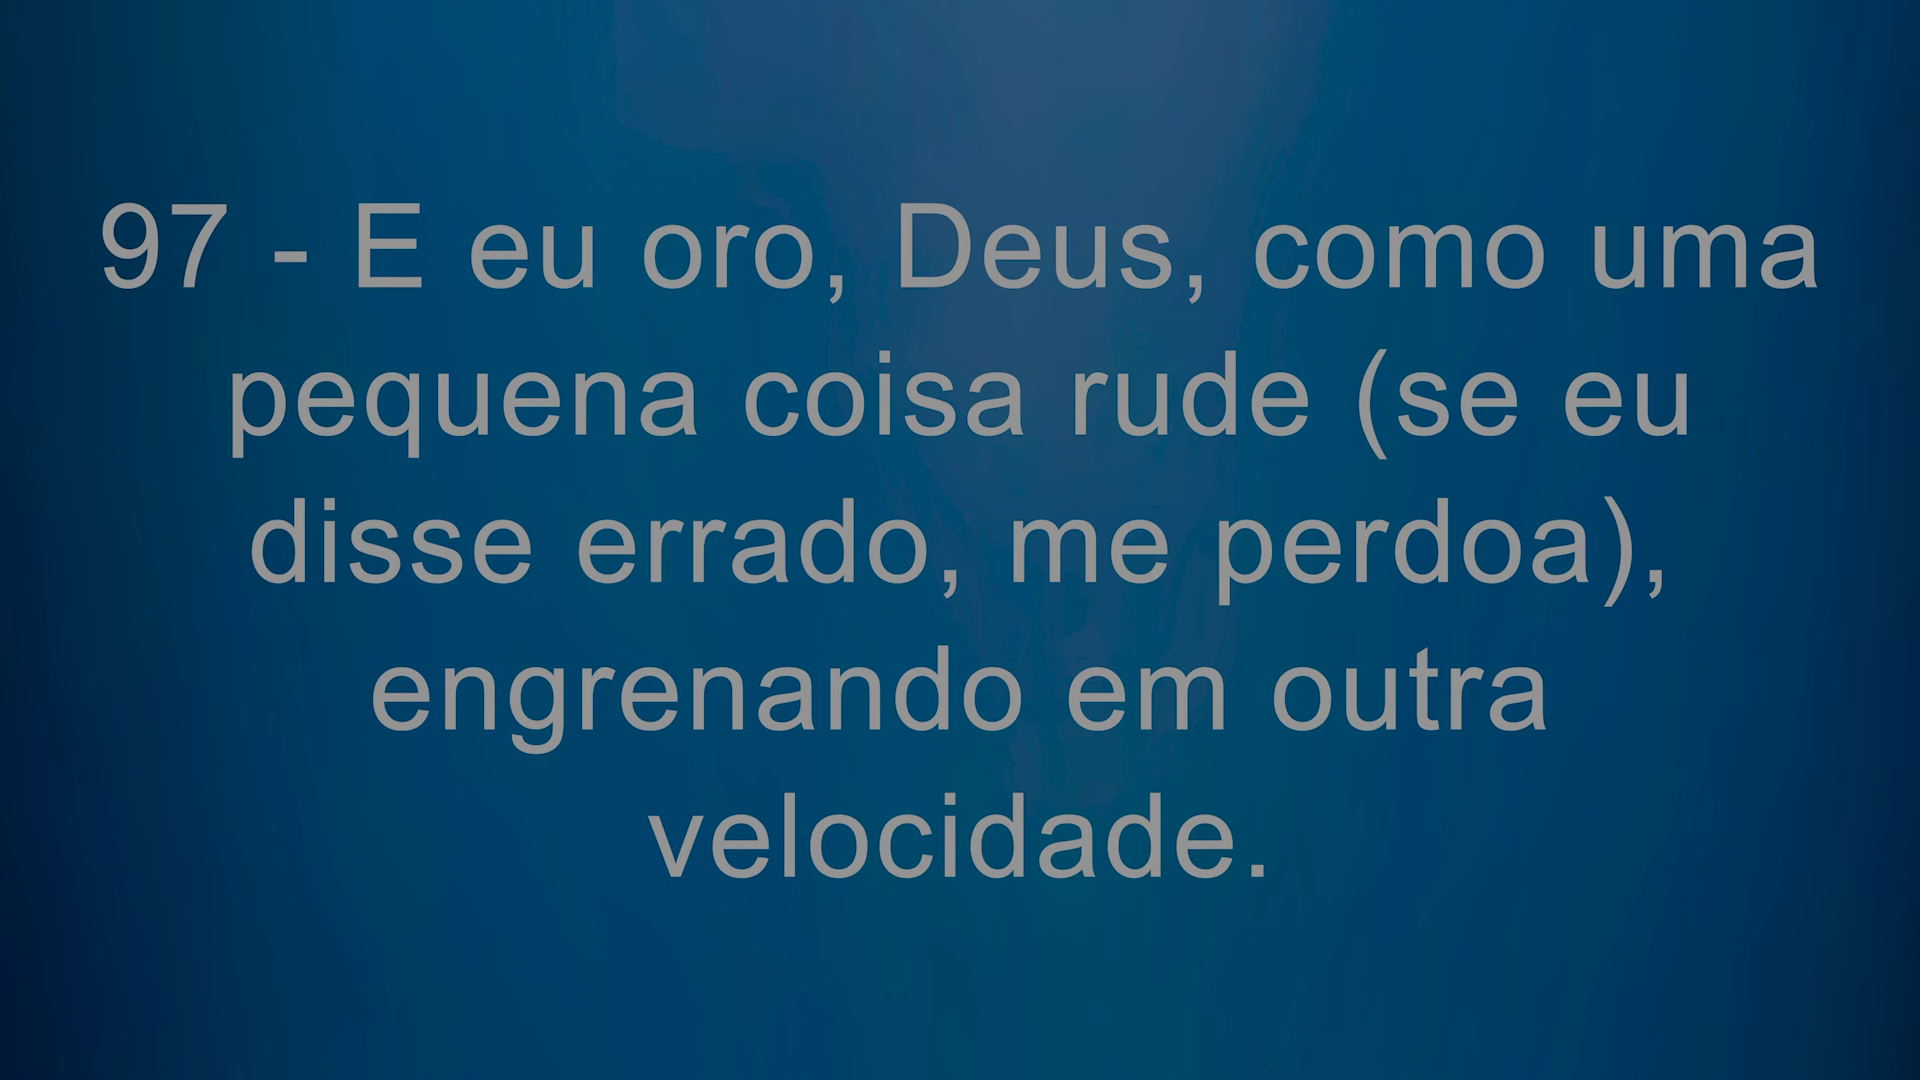 97 - E eu oro, Deus, como uma
pequena coisa rude (se eu
disse errado, me perdoa),
engrenando em outra
velocidade.